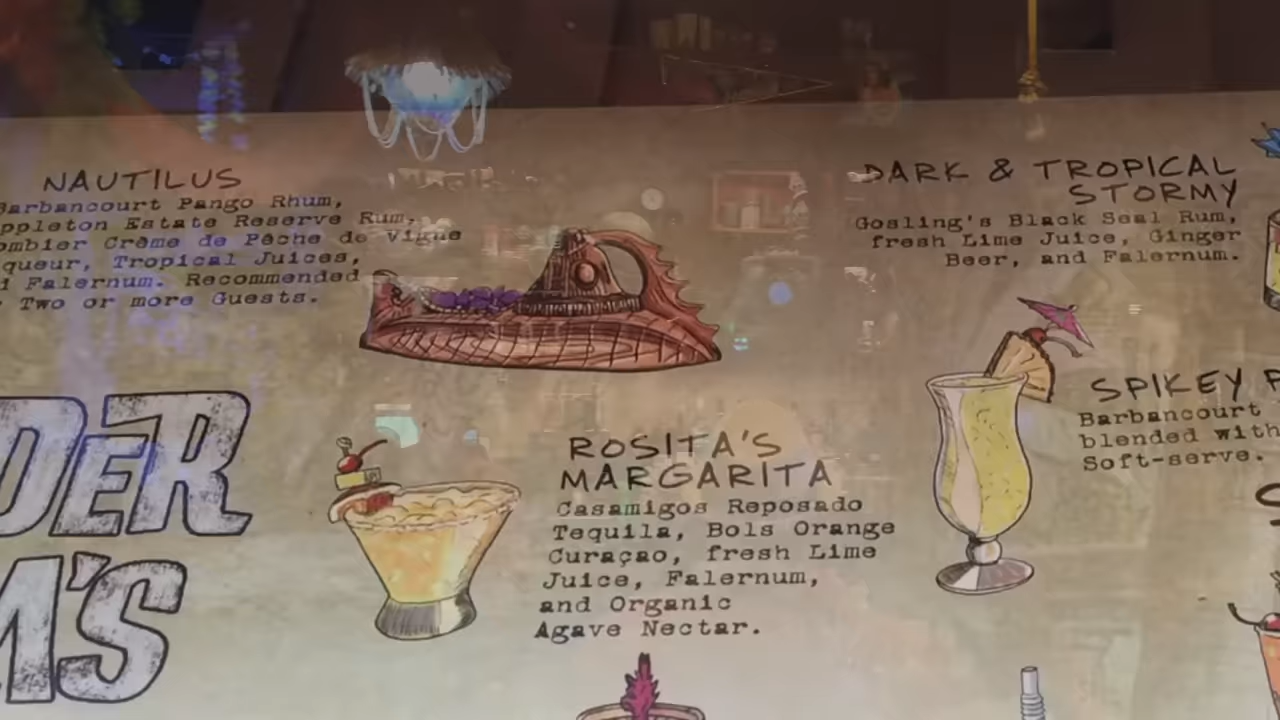 NAUTILUS
Barbancourt Pango Rhum,
ppleton Estate Reserve Rum,
ombier Crème de Pêche de Vigne
queur, Tropical Juices,
d Falernum. Recommended
Two or more Guests.
DARK & TROPICAL
STORMY
Gosling's Black Seal Rum,
fresh Lime Juice, Ginger
Beer, and Falernum.
DER
M'S
ROSITA'S
MARGARITA
Casamigos Reposado
Tequila, Bols Orange
Curaçao, fresh Lime
Juice, Falernum,
and Organic
Agave Nectar.
SPIKEY
Barbancourt
blended with
Soft-serve.